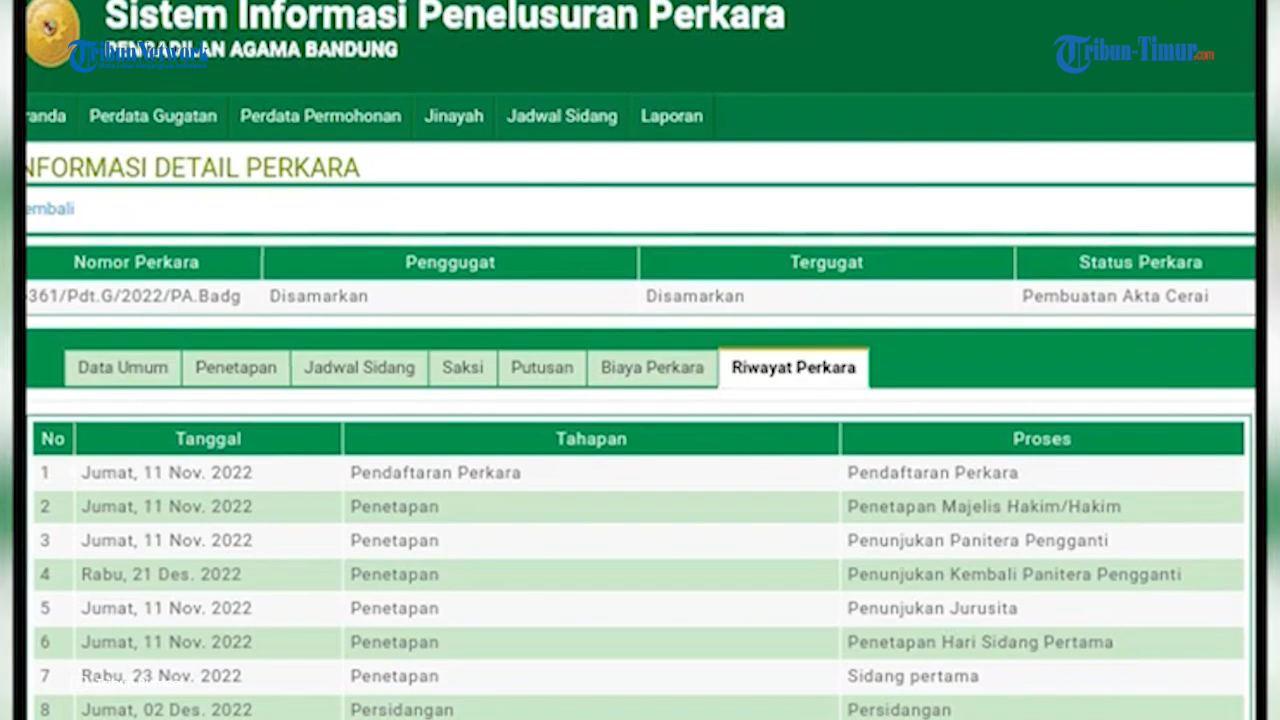 Sistem Informasi Penelusuran Perkara
PENGADILAN AGAMA BANDUNG
Tribun Network
Tribun-Timur.com
randa Perdata Gugatan Perdata Permohonan Jinayah Jadwal Sidang Laporan
NFORMASI DETAIL PERKARA
embali
Nomor Perkara Penggugat Tergugat Status Perkara
361/Pdt.G/2022/PA.Badg Disamarkan Disamarkan Pembuatan Akta Cerai
Data Umum Penetapan Jadwal Sidang Saksi Putusan Biaya Perkara Riwayat Perkara
No Tanggal Tahapan Proses
1 Jumat, 11 Nov. 2022 Pendaftaran Perkara Pendaftaran Perkara
2 Jumat, 11 Nov. 2022 Penetapan Penetapan Majelis Hakim/Hakim
3 Jumat, 11 Nov. 2022 Penetapan Penunjukan Panitera Pengganti
4 Rabu, 21 Des. 2022 Penetapan Penunjukan Kembali Panitera Pengganti
5 Jumat, 11 Nov. 2022 Penetapan Penunjukan Jurusita
6 Jumat, 11 Nov. 2022 Penetapan Penetapan Hari Sidang Pertama
7 Rabu, 23 Nov. 2022 Penetapan Sidang pertama
8 Jumat, 02 Des. 2022 Persidangan Persidangan